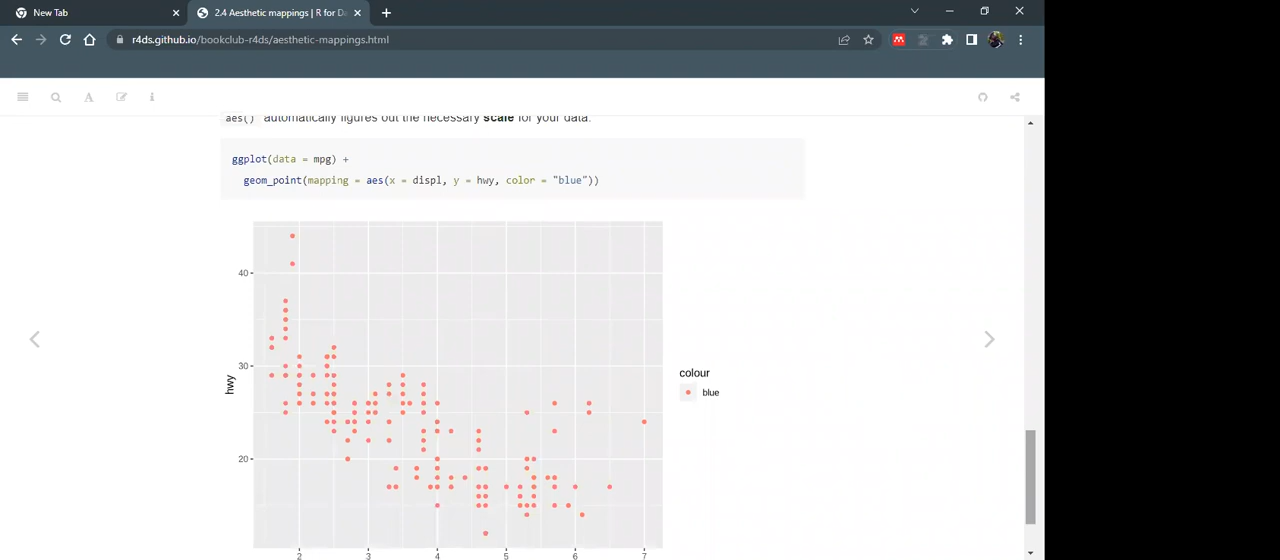 New Tab
2.4 Aesthetic mappings | R for Da
r4ds.github.io/bookclub-r4ds/aesthetic-mappings.html
aes() automatically figures out the necessary scale for your data.
ggplot(data = mpg) +
geom_point(mapping = aes(x = displ, y = hwy, color = "blue"))
40
30
20
hwy
2 3 4 5 6 7
colour
blue